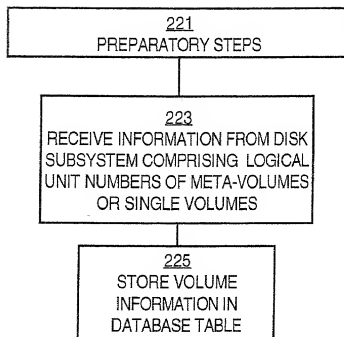 221
PREPARATORY STEPS
223
RECEIVE INFORMATION FROM DISK
SUBSYSTEM COMPRISING LOGICAL
UNIT NUMBERS OF META-VOLUMES
OR SINGLE VOLUMES
225
STORE VOLUME
INFORMATION IN
DATABASE TABLE